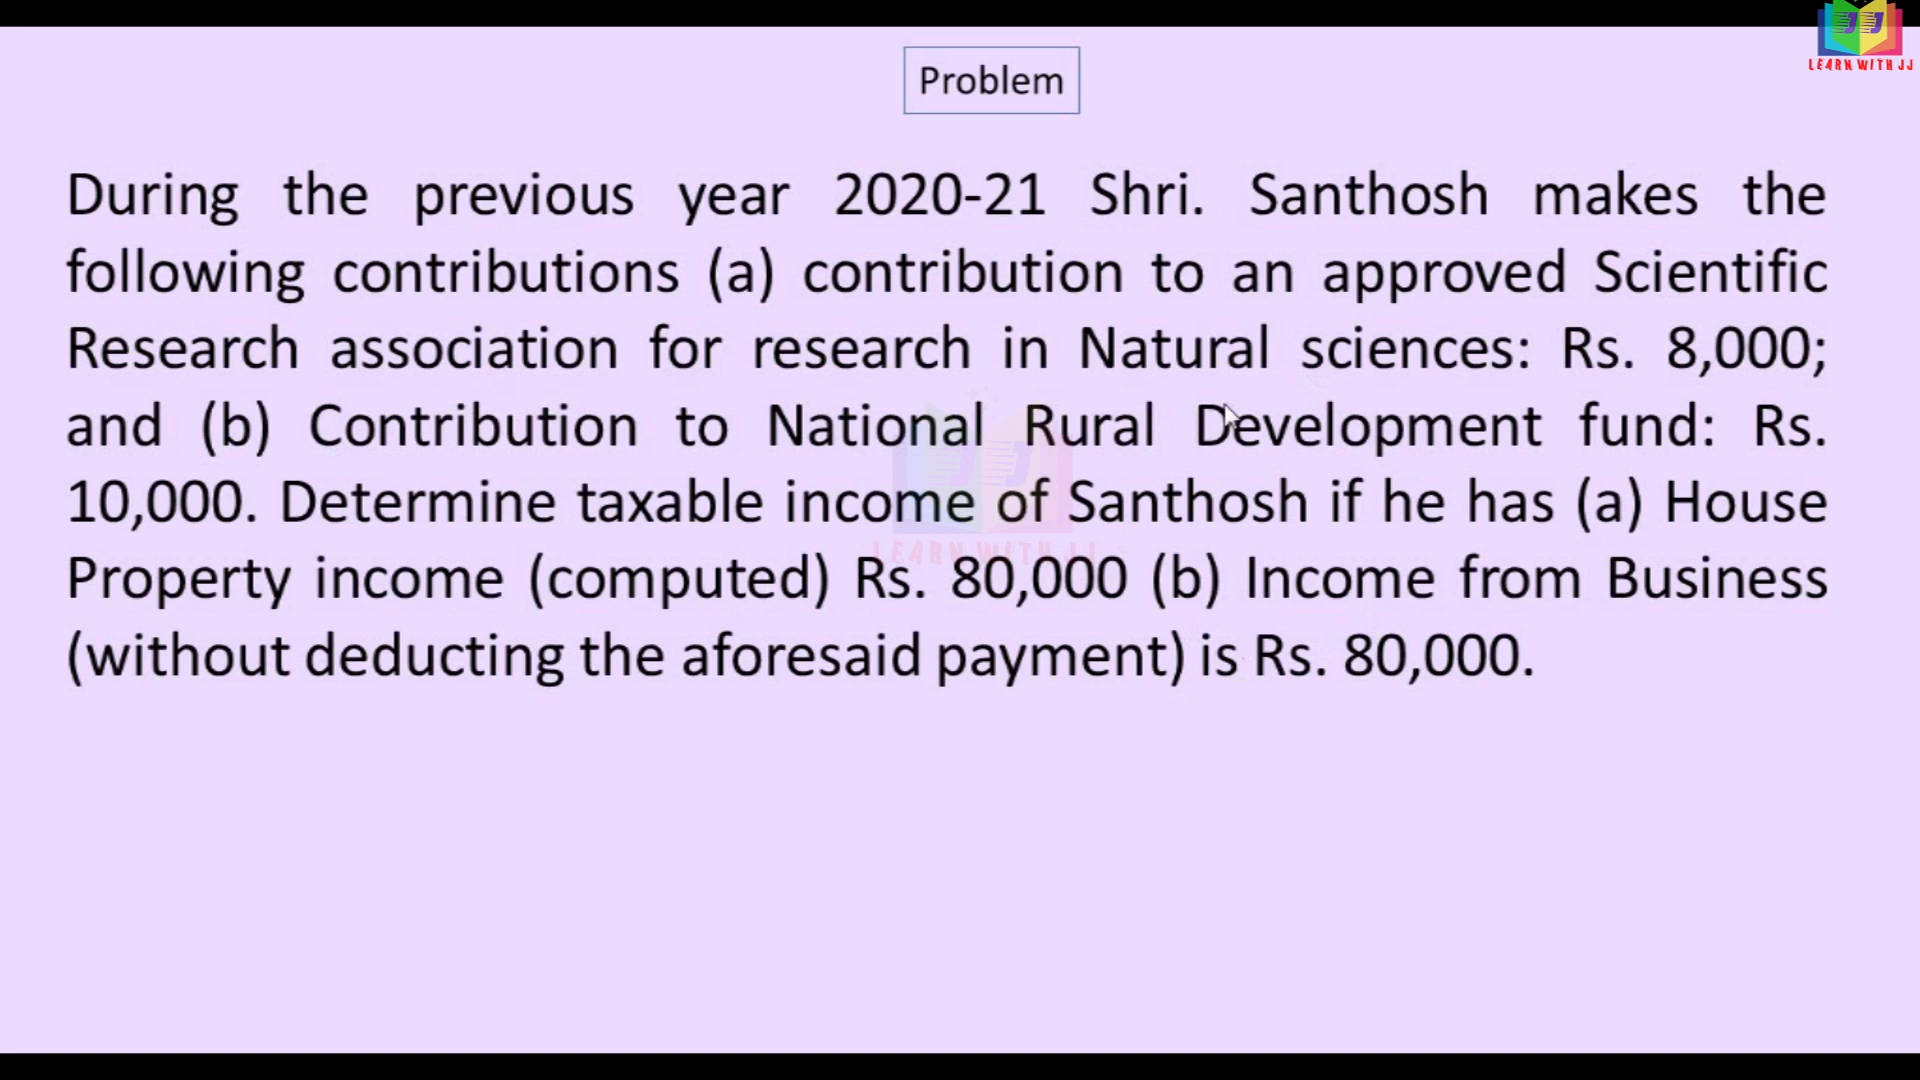 LEARN WITH JJ
Problem
During the previous year 2020-21 Shri. Santhosh makes the
following contributions (a) contribution to an approved Scientific
Research association for research in Natural sciences: Rs. 8,000;
and (b) Contribution to National Rural Development fund: Rs.
10,000. Determine taxable income of Santhosh if he has (a) House
LEARN WITH JJ
Property income (computed) Rs. 80,000 (b) Income from Business
(without deducting the aforesaid payment) is Rs. 80,000.